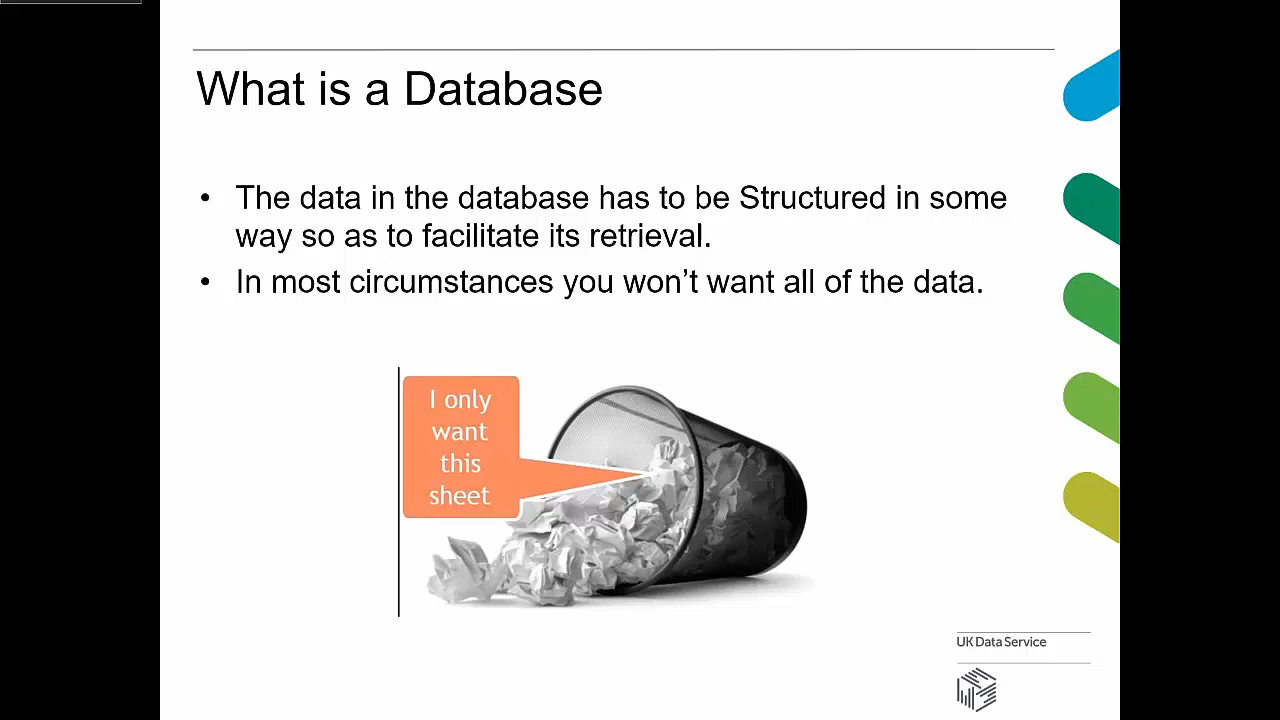 What is a Database
• The data in the database has to be Structured in some
way so as to facilitate its retrieval.
• In most circumstances you won't want all of the data.
I only
want
this
sheet
UK Data Service